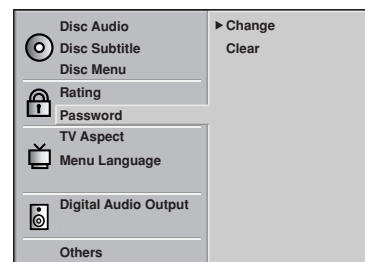 Disc Audio
Disc Subtitle
Disc Menu
Rating
Password
TV Aspect
Menu Language
Digital Audio Output
Others
Change
Clear